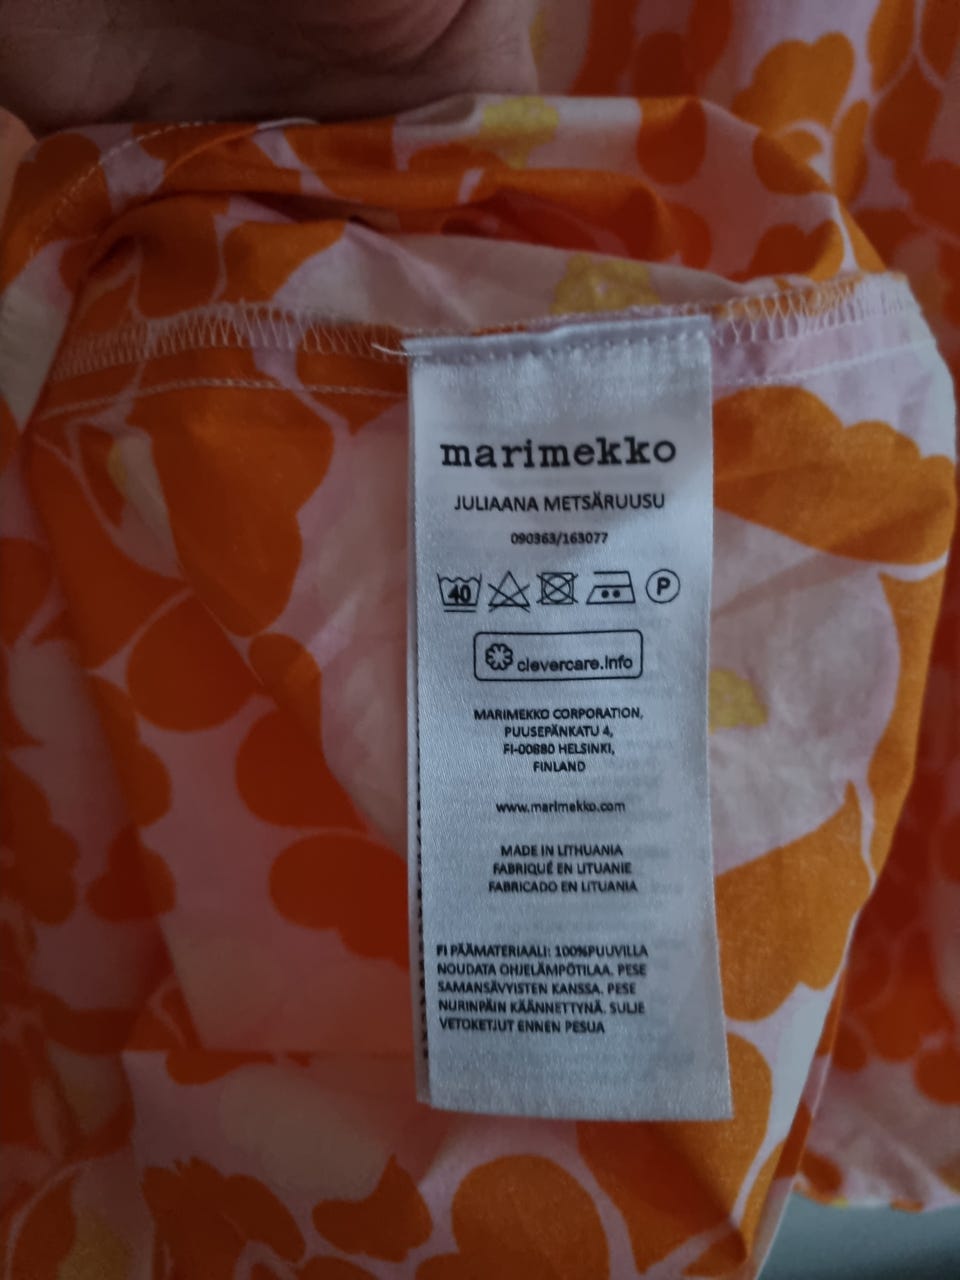 marimekko
JULIAANA METSÄRUUSU
090363/163077
40 P
clevercare.info
MARIMEKKO CORPORATION,
PUUSEPÄNKATU 4,
FI-00880 HELSINKI,
FINLAND
www.marimekko.com
MADE IN LITHUANIA
FABRIQUÉ EN LITUANIE
FABRICADO EN LITUANIA
FI PÄÄMATERIAALI: 100%PUUVILLA
NOUDATA OHJELÄMPÖTILAA. PESE
SAMANSÄVYISTEN KANSSA. PESE
NURINPÄIN KÄÄNNETTYNÄ. SULJE
VETOKETJUT ENNEN PESUA